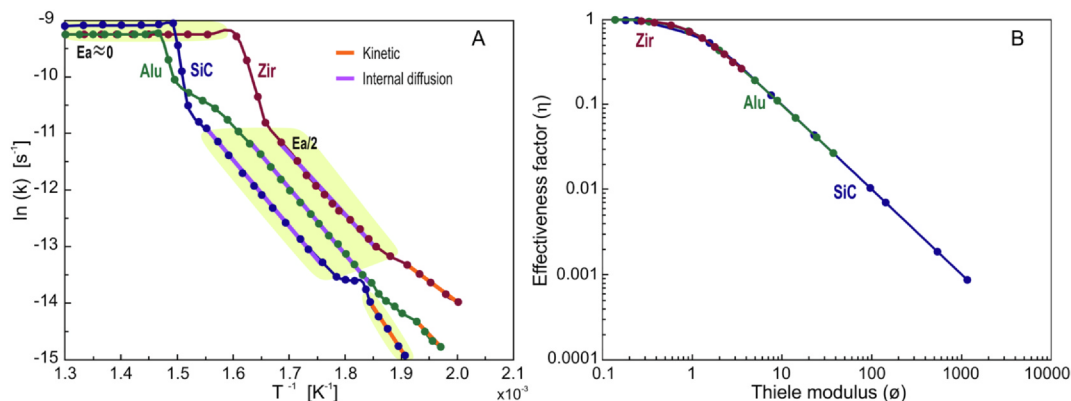 A
-9
-10
-11
-12
-13
-14
-15
ln (k) [s⁻¹]
Ea≈0
Alu
SiC
Zir
Kinetic
Internal diffusion
Ea/2
1.3
1.4
1.5
1.6
1.7
1.8
1.9
2.0
2.1
T⁻¹ [K⁻¹]
×10⁻³
B
1
0.1
0.01
0.001
0.0001
Effectiveness factor (η)
Zir
Alu
SiC
0.1
1
10
100
1000
10000
Thiele modulus (ø)